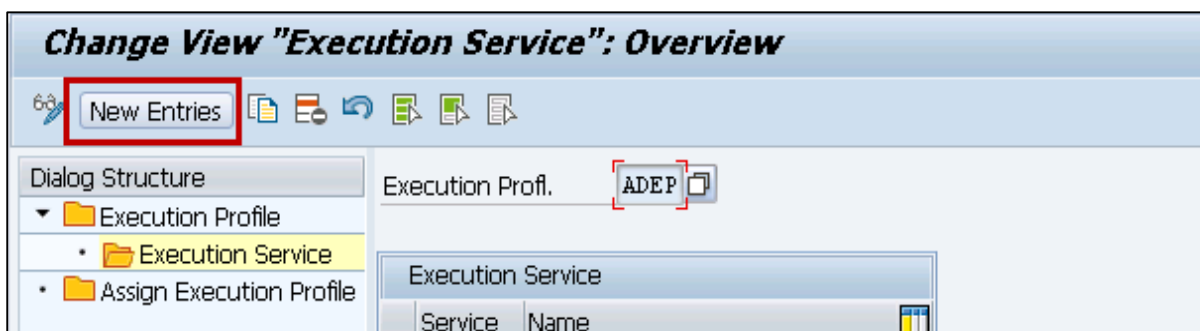 Change View "Execution Service": Overview
New Entries
Dialog Structure
Execution Profile
Execution Service
Assign Execution Profile
Execution Profl. ADEP
Execution Service
Service Name